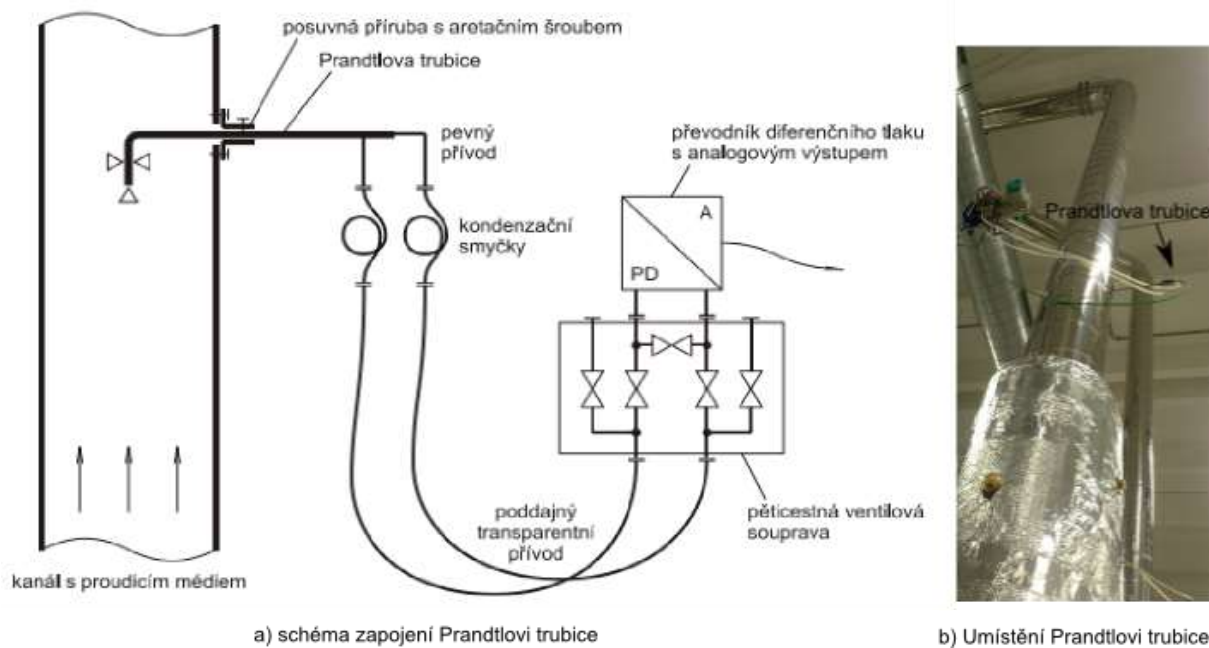 posuvná příruba s aretačním šroubem
Prandtlova trubice
pevný
přívod
převodník diferenčního tlaku
s analogovým výstupem
A
PD
kondenzační
smyčky
Prandtlova trubice
poddajný
transparentní
přívod
pěticestná ventilová
souprava
kanál s proudicím médiem
a) schéma zapojení Prandtlovi trubice
b) Umístění Prandtlovi trubice